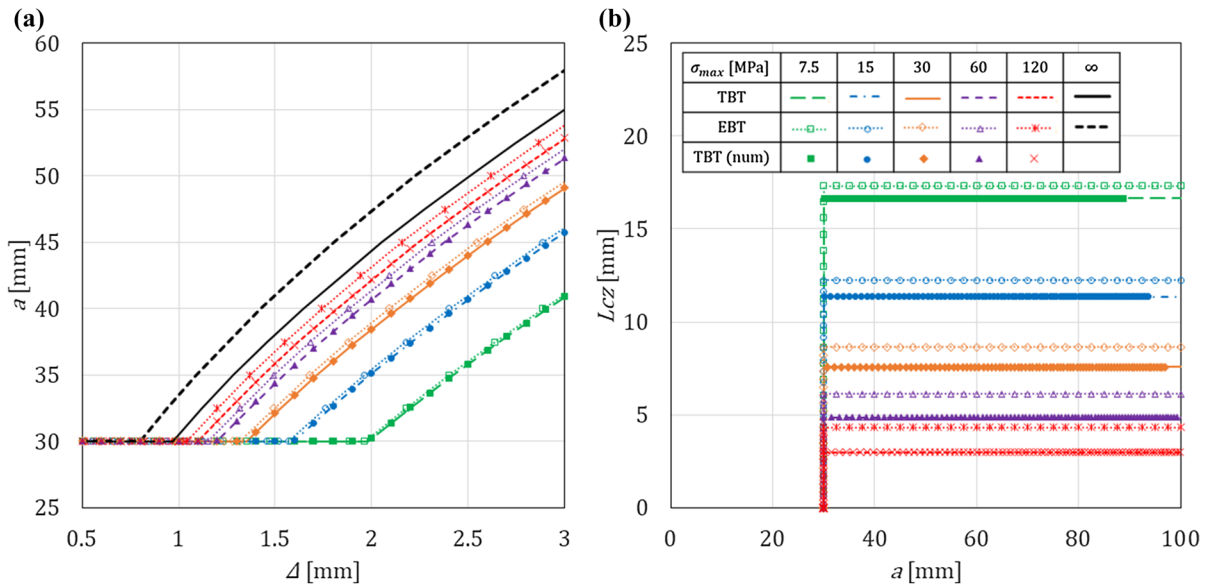 (a)
60
55
50
45
40
35
30
25
a [mm]
0.5 1 1.5 2 2.5 3
Δ [mm]
(b)
25
20
15
10
5
0
Lcz [mm]
0 20 40 60 80 100
a [mm]
σmax [MPa] 7.5 15 30 60 120 ∞
TBT
EBT
TBT (num)